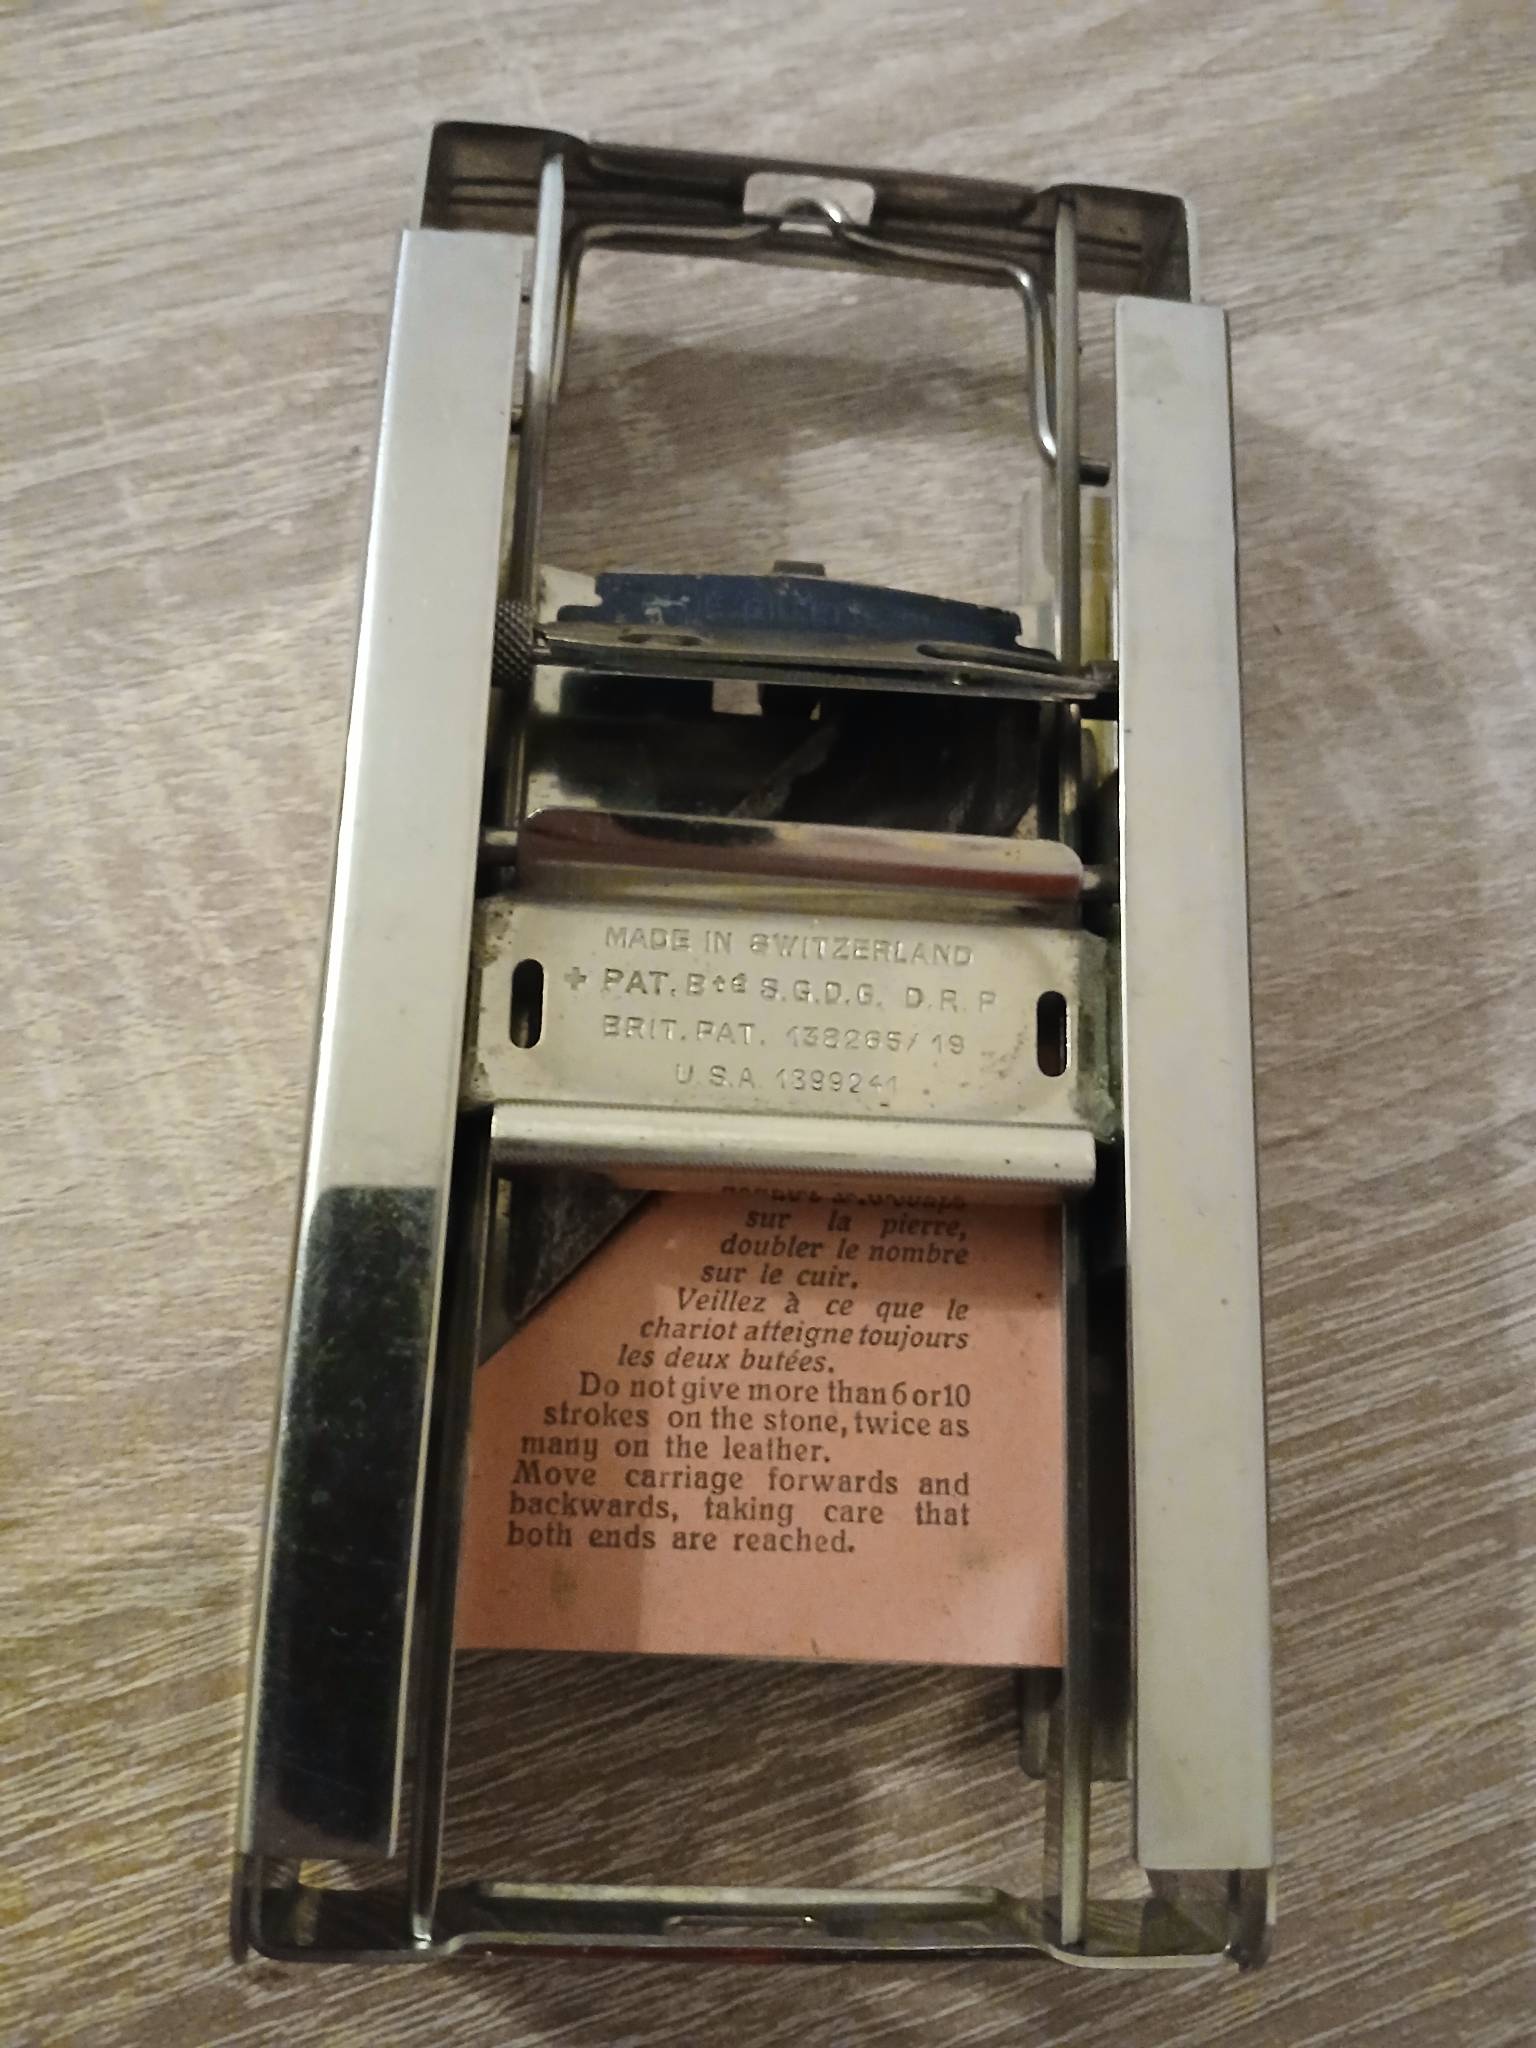 MADE IN SWITZERLAND
+ PAT. Bté S.G.D.G. D.R.P
BRIT. PAT. 138265/19
U.S.A 1399241
sur la pierre,
doubler le nombre
sur le cuir.
Veillez à ce que le
chariot atteigne toujours
les deux butées.
Do not give more than 6 or 10
strokes on the stone, twice as
many on the leather.
Move carriage forwards and
backwards, taking care that
both ends are reached.